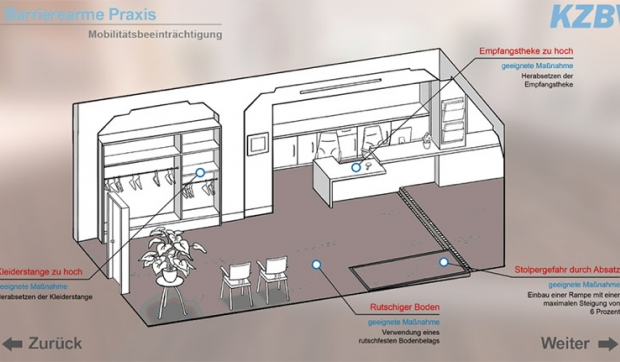 Barrierearme Praxis
KZBV
Mobilitätsbeeinträchtigung
Empfangstheke zu hoch
geeignete Maßnahme
Herabsetzen der
Empfangstheke
Kleiderstange zu hoch
geeignete Maßnahme
Herabsetzen der Kleiderstange
Rutschiger Boden
geeignete Maßnahme
Verwendung eines
rutschfesten Bodenbelags
Stolpergefahr durch Absatz
geeignete Maßnahme
Einbau einer Rampe mit einer
maximalen Steigung von
6 Prozent
Zurück
Weiter